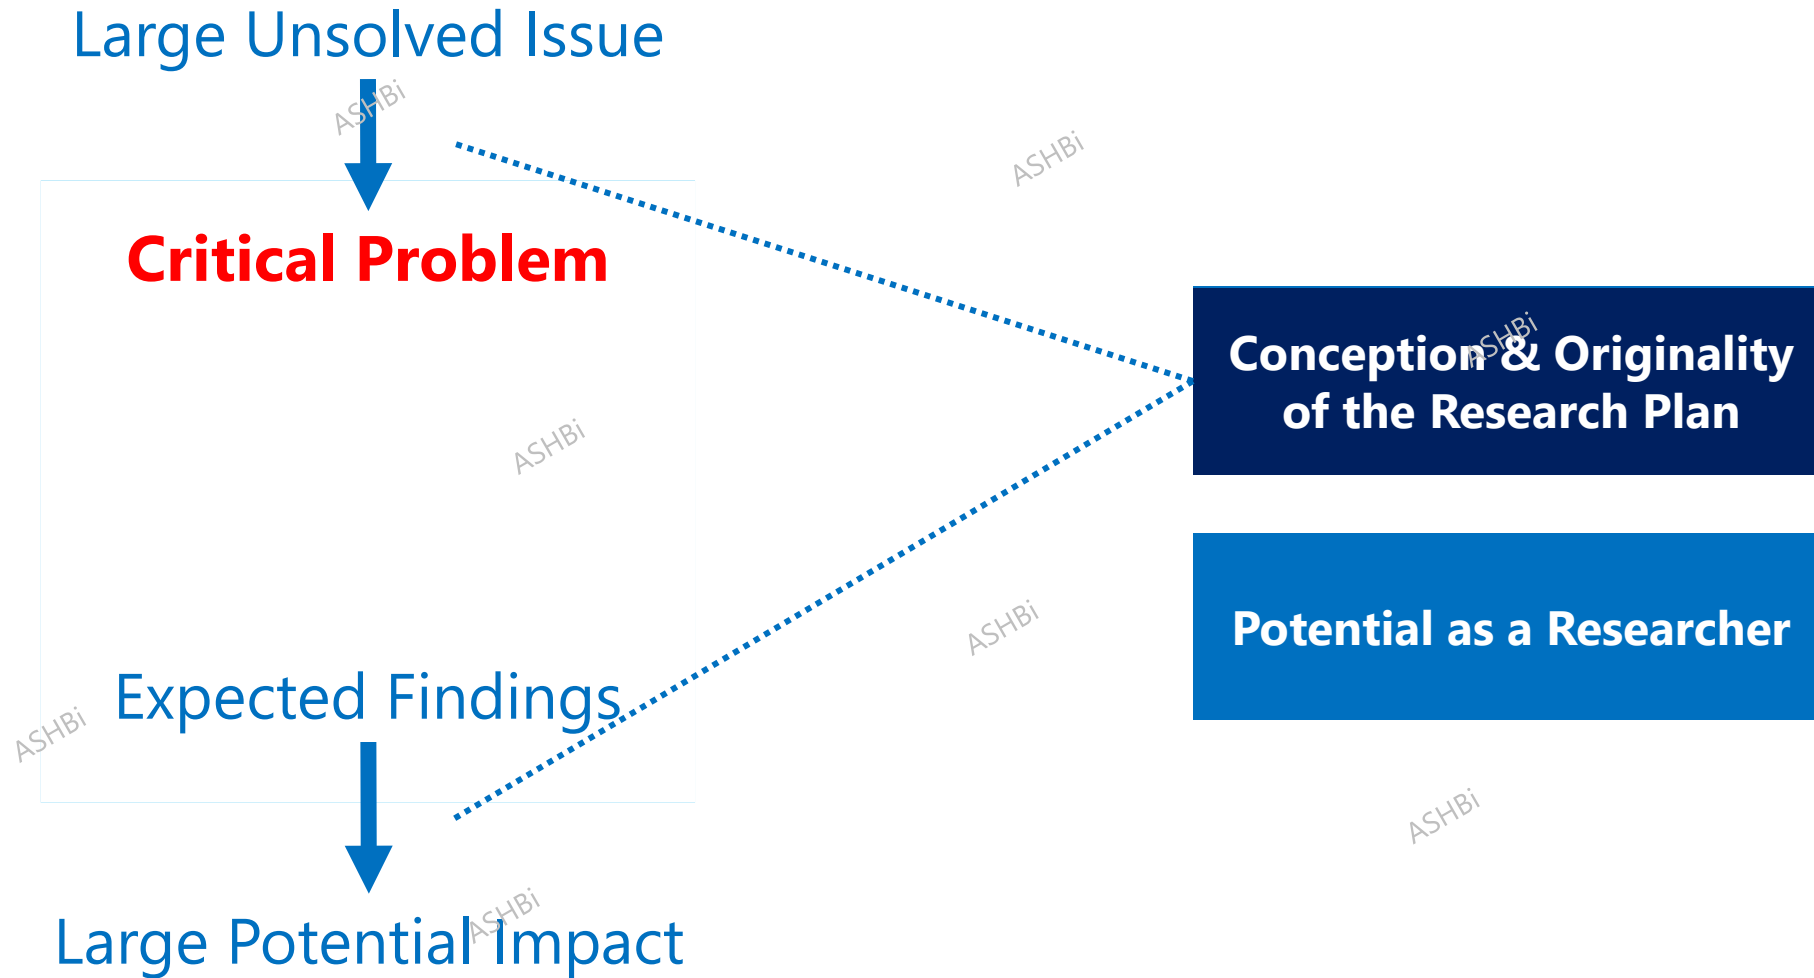 Large Unsolved Issue
ASHBi
ASHBi
Critical Problem
ASHBi
Conception & Originality
of the Research Plan
ASHBi
ASHBi
Potential as a Researcher
Expected Findings
ASHBi
ASHBi
ASHBi
Large Potential Impact